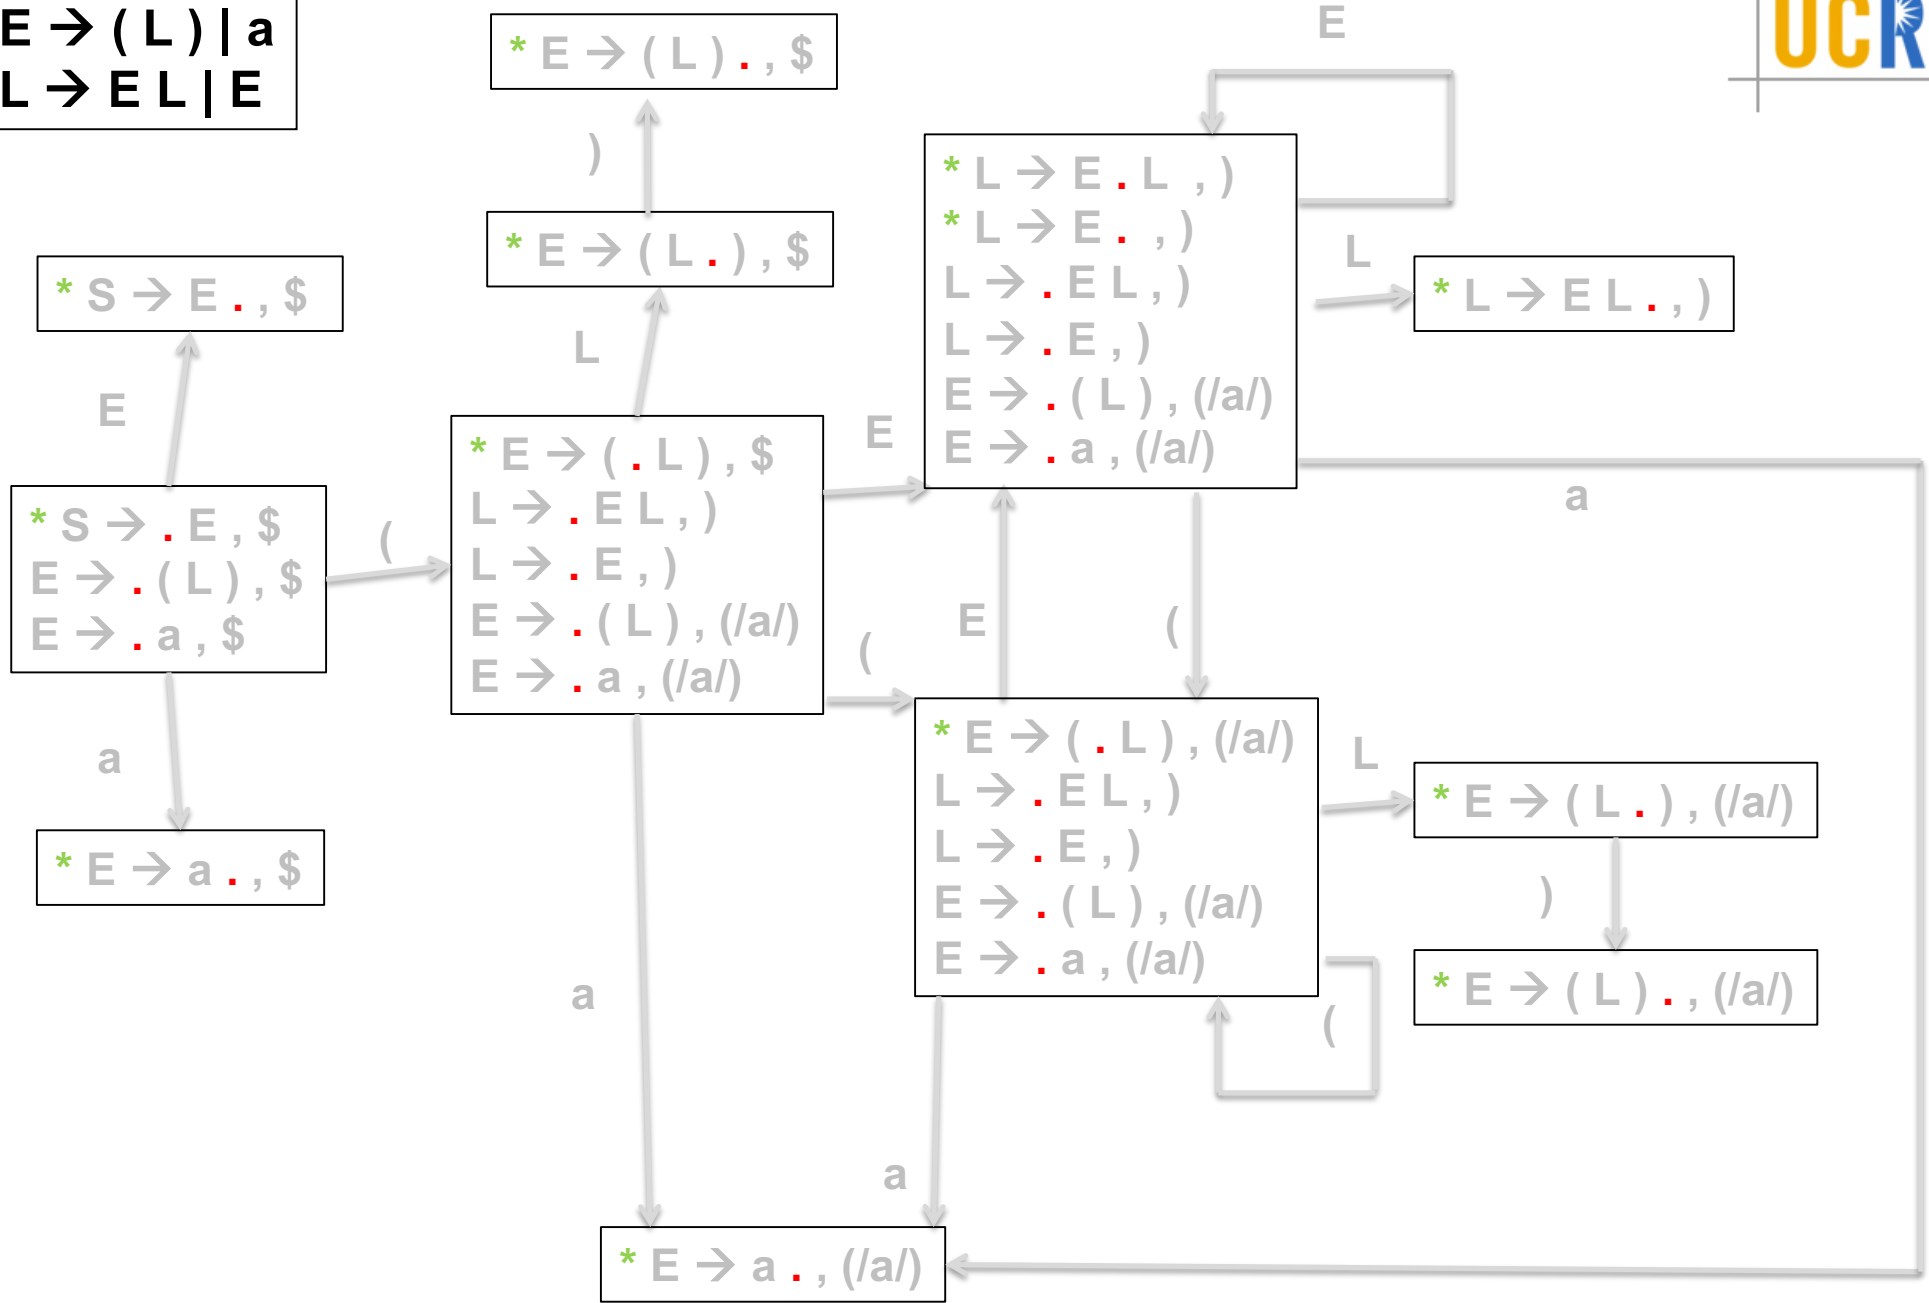 E → ( L ) | a
L → E L | E
UCR
* E → ( L ) . , $
)
* E → ( L . ) , $
L
* S → E . , $
E
* S → . E , $
E → . ( L ) , $
E → . a , $
(
a
* E → a . , $
* E → ( . L ) , $
L → . E L , )
L → . E , )
E → . ( L ) , (/a/)
E → . a , (/a/)
E
(
a
E
* L → E . L , )
* L → E . , )
L → . E L , )
L → . E , )
E → . ( L ) , (/a/)
E → . a , (/a/)
L
* L → E L . , )
a
E
(
* E → ( . L ) , (/a/)
L → . E L , )
L → . E , )
E → . ( L ) , (/a/)
E → . a , (/a/)
L
* E → ( L . ) , (/a/)
)
* E → ( L ) . , (/a/)
(
a
* E → a . , (/a/)